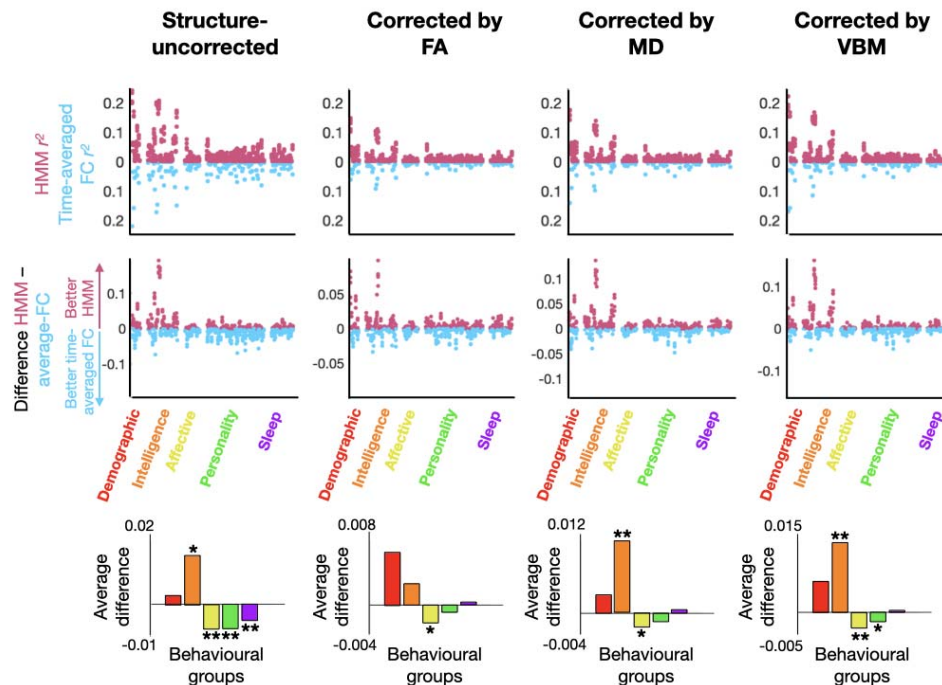 Structure-
uncorrected
Corrected by
FA
Corrected by
MD
Corrected by
VBM
HMM r²
Time-averaged
FC r²
0.2
0.1
0
0.1
0.2
0.2
0.1
0
0.1
0.2
0.2
0.1
0
0.1
0.2
0.2
0.1
0
0.1
0.2
Difference HMM –
average-FC
Better
HMM
Better time-
averaged FC
0.1
0
-0.1
0.05
0
-0.05
0.1
0.05
0
-0.05
-0.1
0.1
0
-0.1
Demographic
Intelligence
Affective
Personality
Sleep
Demographic
Intelligence
Affective
Personality
Sleep
Demographic
Intelligence
Affective
Personality
Sleep
Demographic
Intelligence
Affective
Personality
Sleep
Average
difference
0.02
-0.01
*
**
**
**
Behavioural
groups
Average
difference
0.008
-0.004
*
Behavioural
groups
Average
difference
0.012
-0.004
**
*
Behavioural
groups
Average
difference
0.015
-0.005
**
**
*
Behavioural
groups